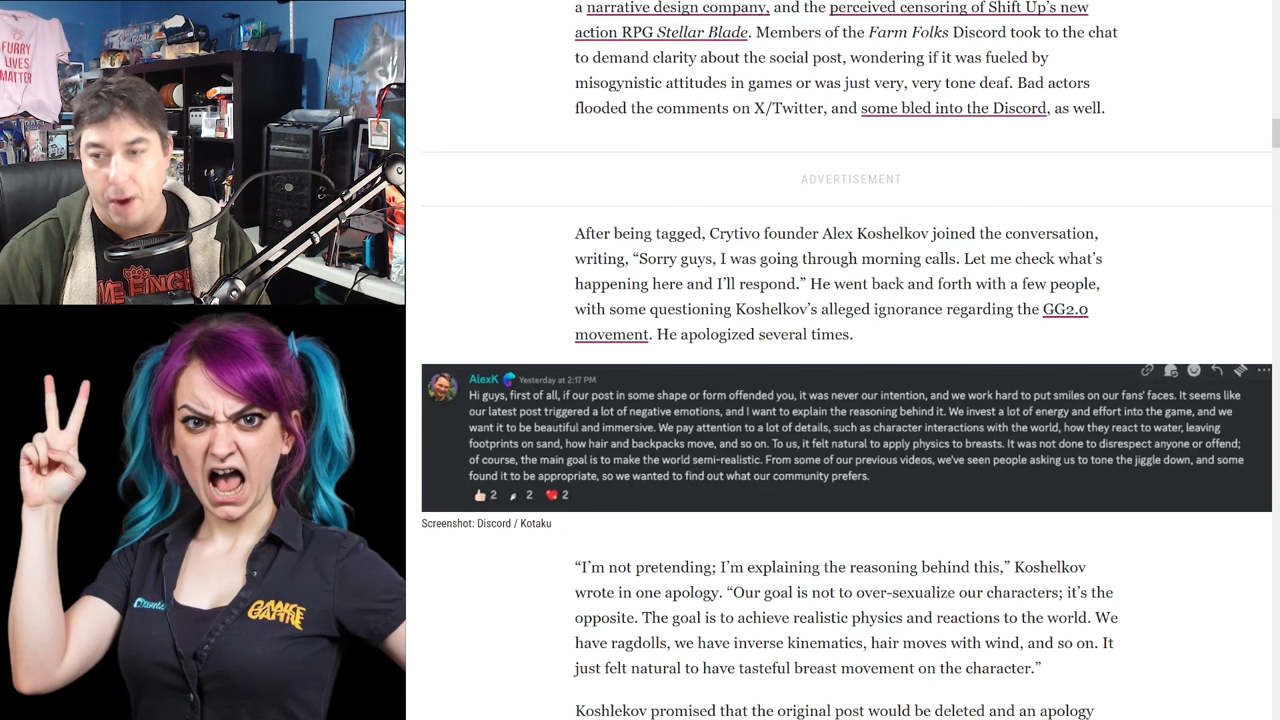 FURRY
LIVES
MATTER
a narrative design company, and the perceived censoring of Shift Up's new
action RPG Stellar Blade. Members of the Farm Folks Discord took to the chat
to demand clarity about the social post, wondering if it was fueled by
misogynistic attitudes in games or was just very, very tone deaf. Bad actors
flooded the comments on X/Twitter, and some bled into the Discord, as well.
ADVERTISEMENT
After being tagged, Crytivo founder Alex Koshelkov joined the conversation,
writing, “Sorry guys, I was going through morning calls. Let me check what’s
happening here and I’ll respond.” He went back and forth with a few people,
with some questioning Koshelkov’s alleged ignorance regarding the GG2.0
movement. He apologized several times.
AlexK Yesterday at 2:17 PM
Hi guys, first of all, if our post in some shape or form offended you, it was never our intention, and we work hard to put smiles on our fans' faces. It seems like
our latest post triggered a lot of negative emotions, and I want to explain the reasoning behind it. We invest a lot of energy and effort into the game, and we
want it to be beautiful and immersive. We pay attention to a lot of details, such as character interactions with the world, how they react to water, leaving
footprints on sand, how hair and backpacks move, and so on. To us, it felt natural to apply physics to breasts. It was not done to disrespect anyone or offend;
of course, the main goal is to make the world semi-realistic. From some of our previous videos, we've seen people asking us to tone the jiggle down, and some
found it to be appropriate, so we wanted to find out what our community prefers.
2 2 2
Screenshot: Discord / Kotaku
“I’m not pretending; I’m explaining the reasoning behind this,” Koshelkov
wrote in one apology. “Our goal is not to over-sexualize our characters; it’s the
opposite. The goal is to achieve realistic physics and reactions to the world. We
have ragdolls, we have inverse kinematics, hair moves with wind, and so on. It
just felt natural to have tasteful breast movement on the character.”
Koshlekov promised that the original post would be deleted and an apology